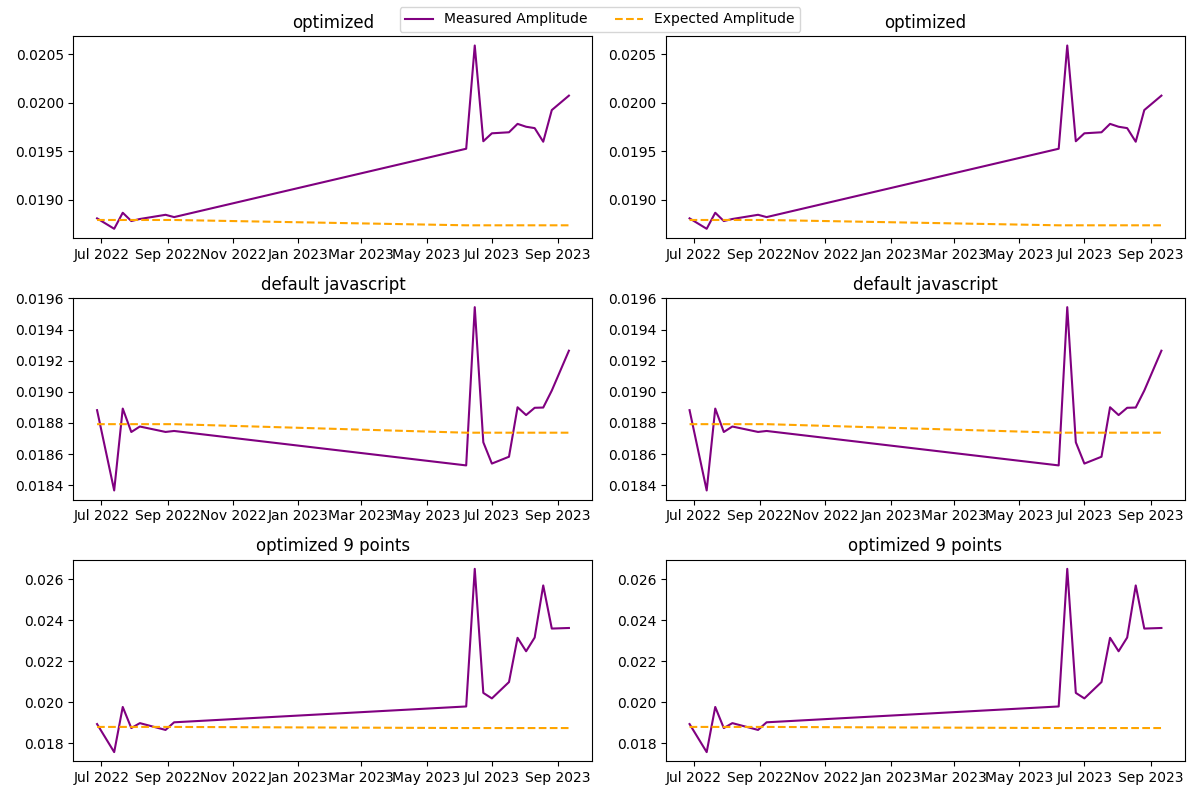 Measured Amplitude Expected Amplitude
optimized
0.0205
0.0200
0.0195
0.0190
Jul 2022 Sep 2022 Nov 2022 Jan 2023 Mar 2023 May 2023 Jul 2023 Sep 2023
optimized
0.0205
0.0200
0.0195
0.0190
Jul 2022 Sep 2022 Nov 2022 Jan 2023 Mar 2023 May 2023 Jul 2023 Sep 2023
default javascript
0.0196
0.0194
0.0192
0.0190
0.0188
0.0186
0.0184
Jul 2022 Sep 2022 Nov 2022 Jan 2023 Mar 2023 May 2023 Jul 2023 Sep 2023
default javascript
0.0196
0.0194
0.0192
0.0190
0.0188
0.0186
0.0184
Jul 2022 Sep 2022 Nov 2022 Jan 2023 Mar 2023 May 2023 Jul 2023 Sep 2023
optimized 9 points
0.026
0.024
0.022
0.020
0.018
Jul 2022 Sep 2022 Nov 2022 Jan 2023 Mar 2023 May 2023 Jul 2023 Sep 2023
optimized 9 points
0.026
0.024
0.022
0.020
0.018
Jul 2022 Sep 2022 Nov 2022 Jan 2023 Mar 2023 May 2023 Jul 2023 Sep 2023